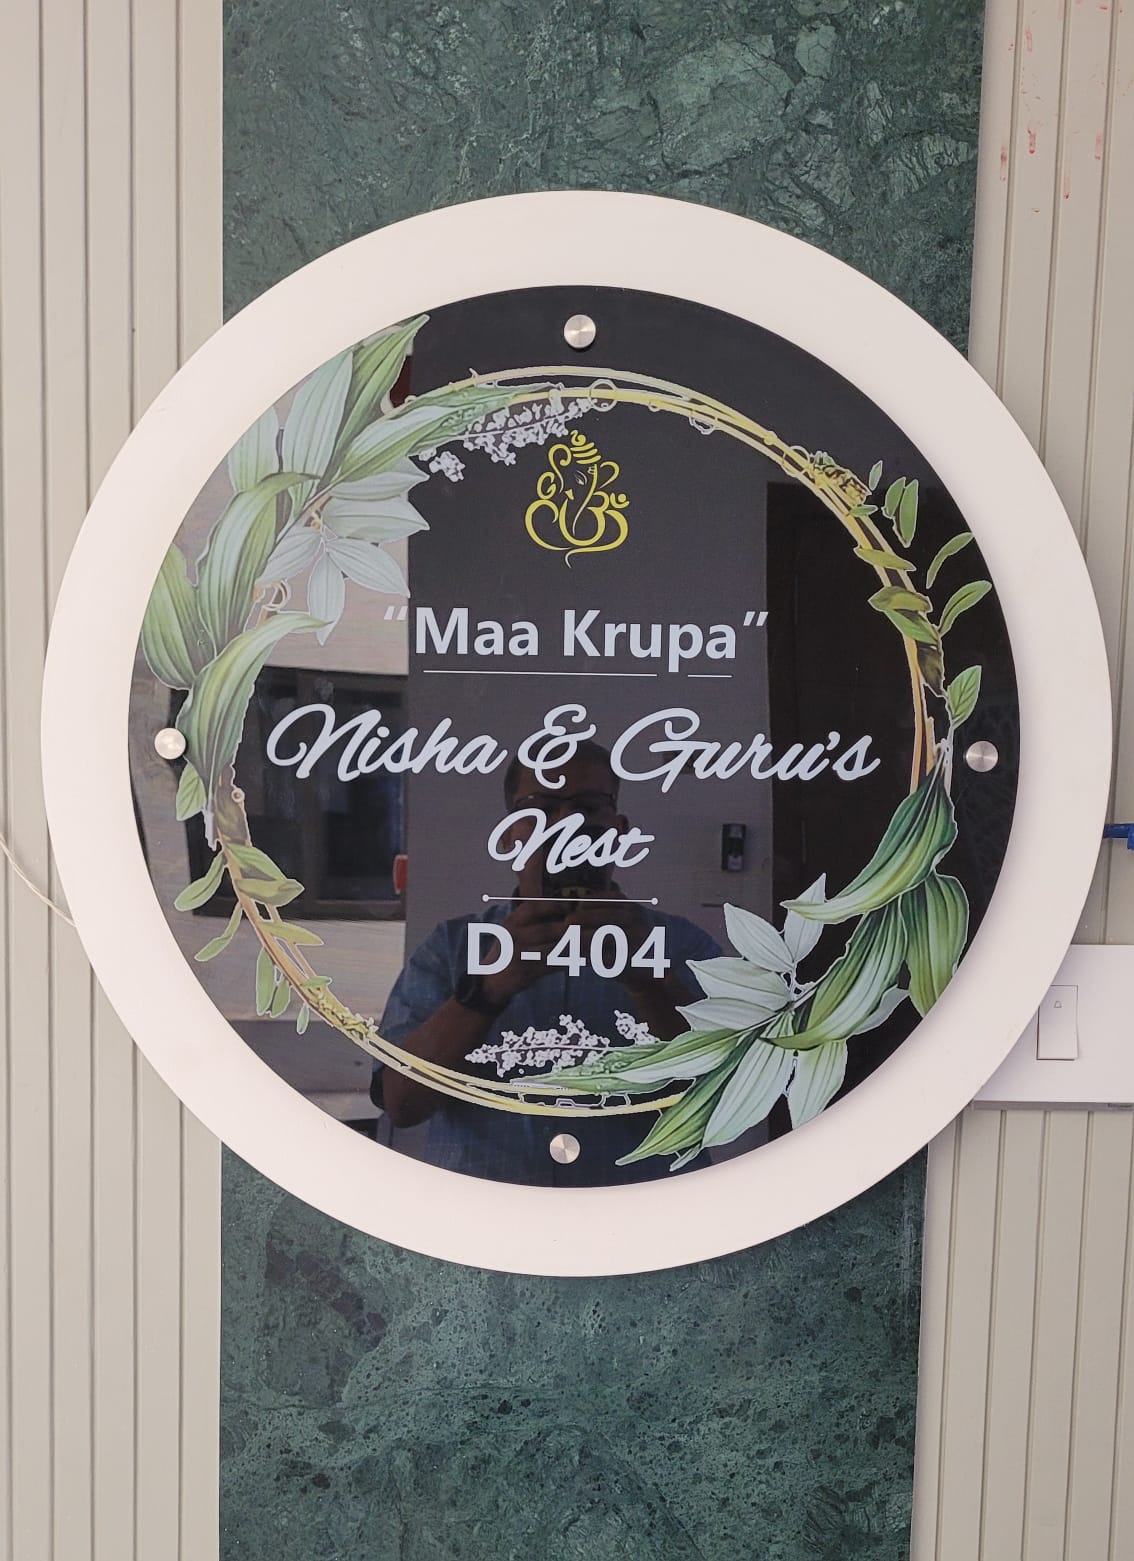 “Maa Krupa”
Nisha & Guru's
Nest
D-404